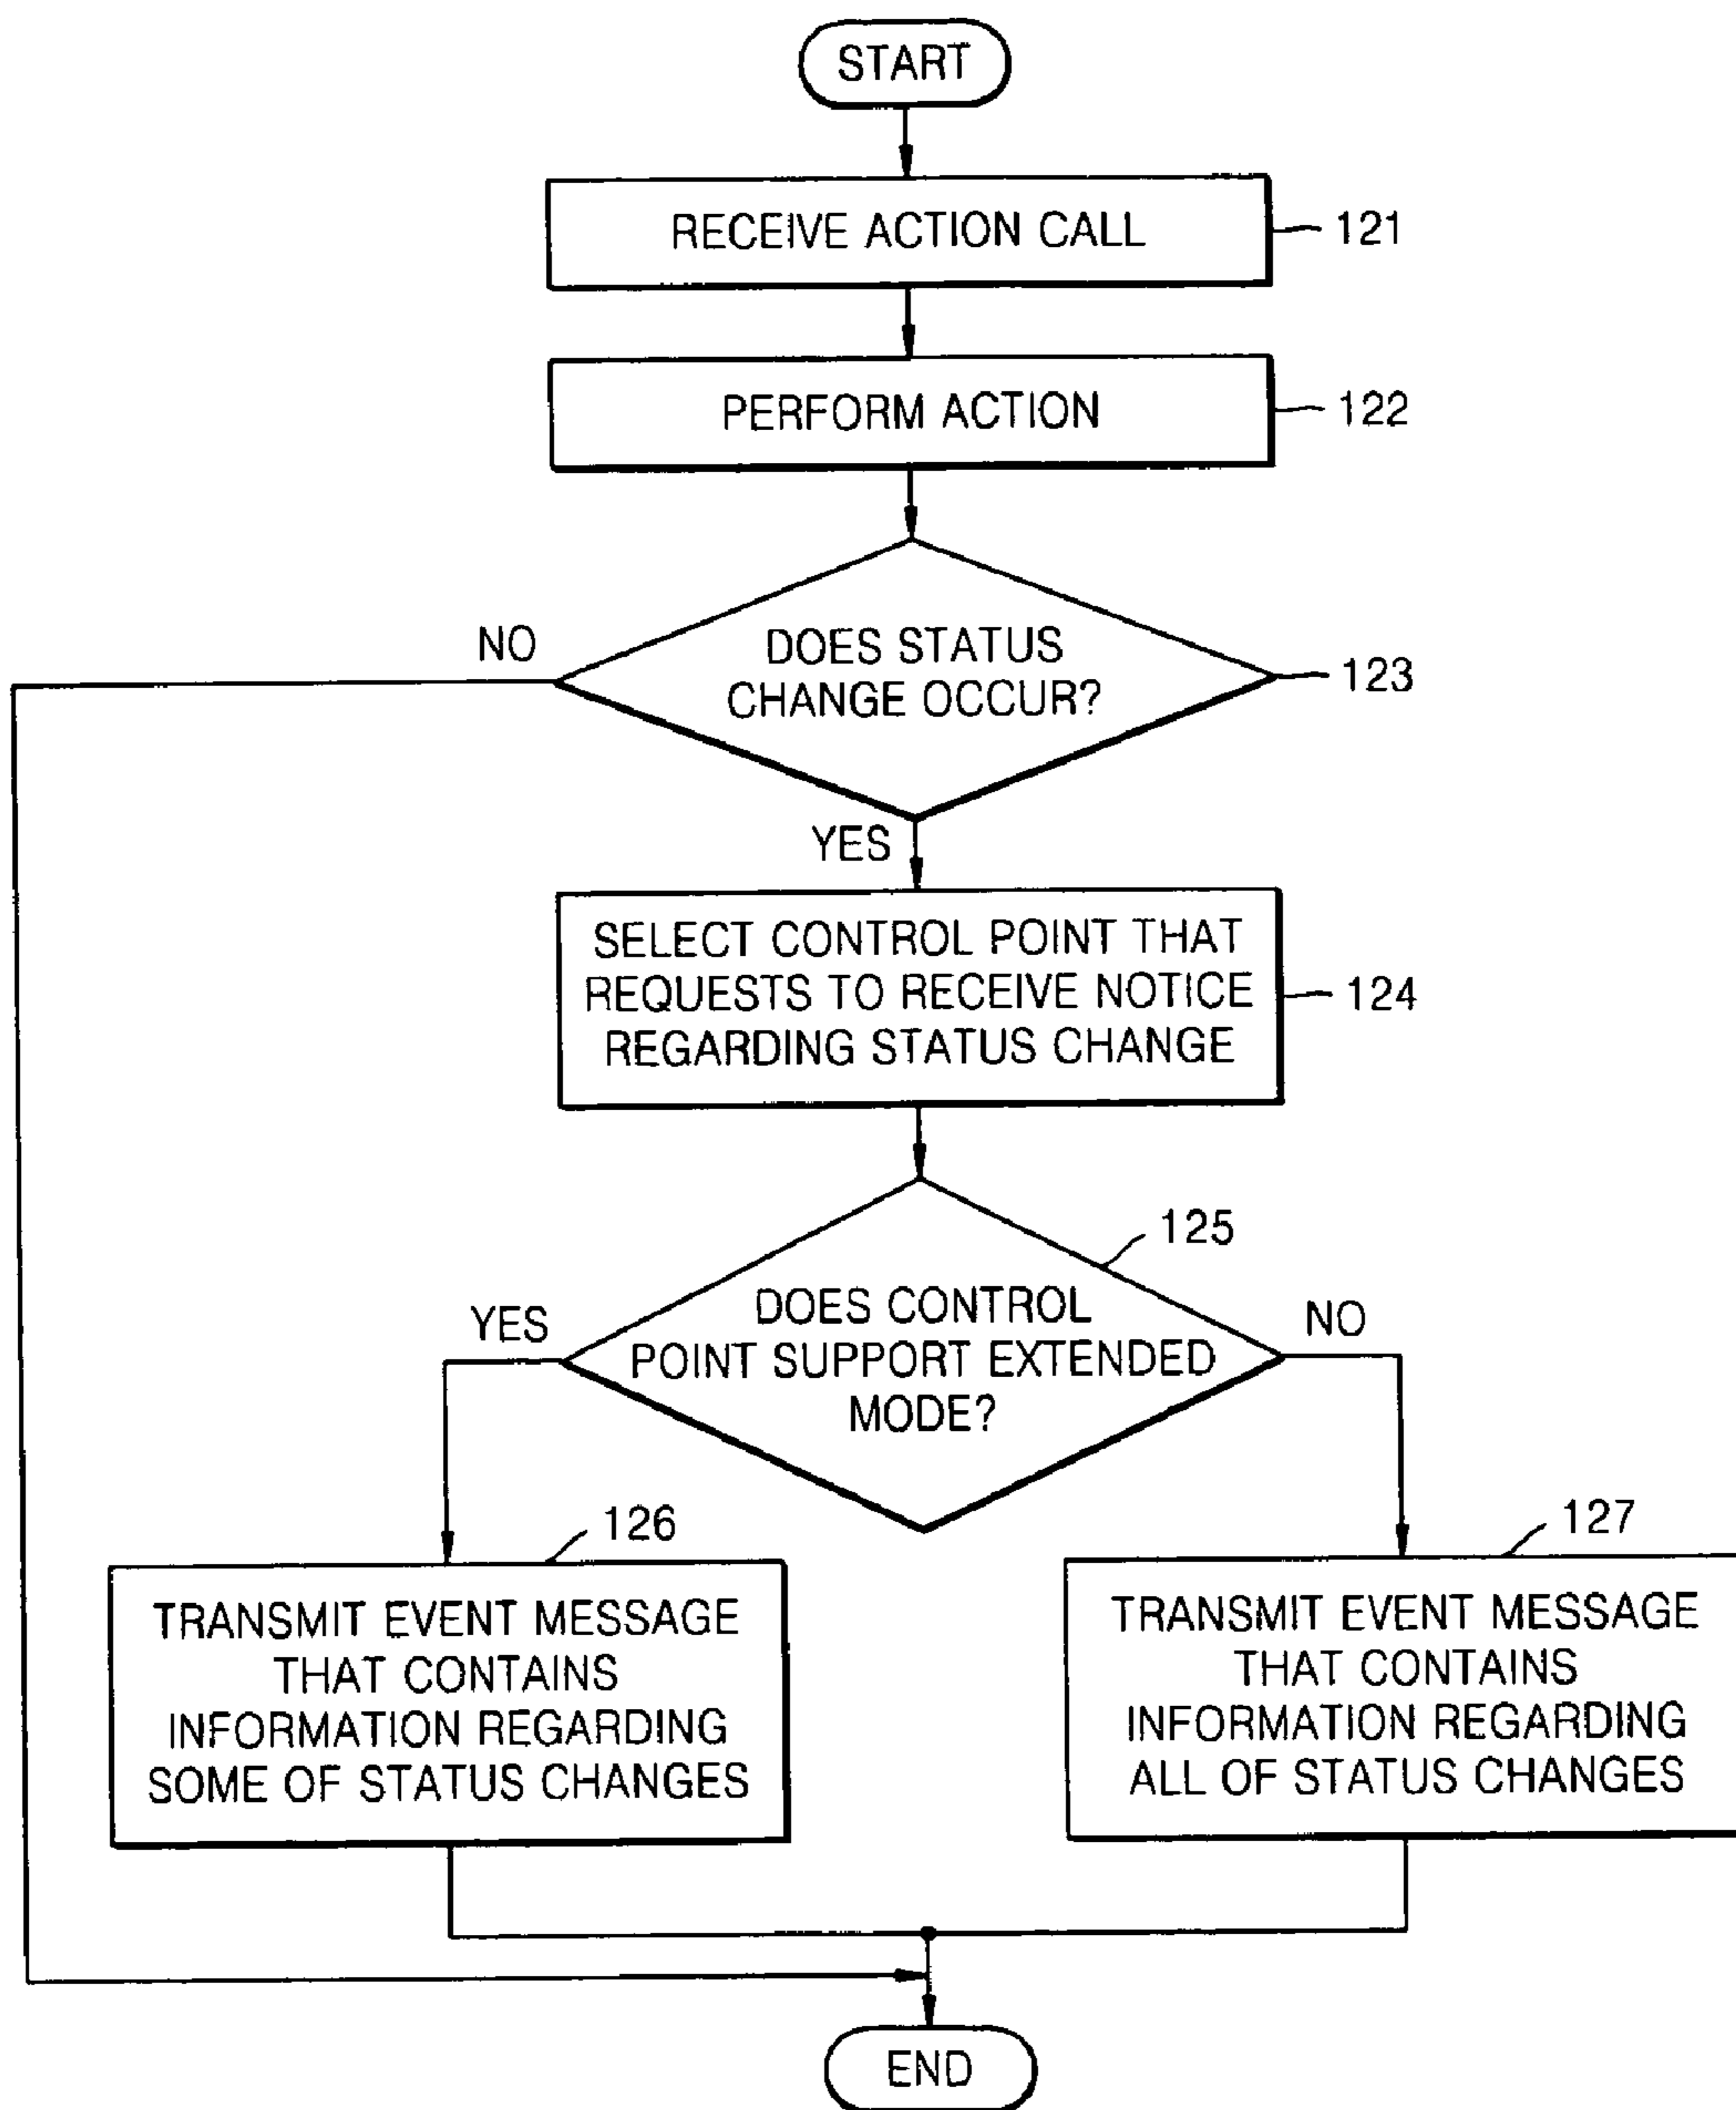 START
RECEIVE ACTION CALL
121
PERFORM ACTION
122
DOES STATUS
CHANGE OCCUR?
NO
123
YES
SELECT CONTROL POINT THAT
REQUESTS TO RECEIVE NOTICE
REGARDING STATUS CHANGE
124
125
DOES CONTROL
POINT SUPPORT EXTENDED
MODE?
YES
NO
126
TRANSMIT EVENT MESSAGE
THAT CONTAINS
INFORMATION REGARDING
SOME OF STATUS CHANGES
127
TRANSMIT EVENT MESSAGE
THAT CONTAINS
INFORMATION REGARDING
ALL OF STATUS CHANGES
END